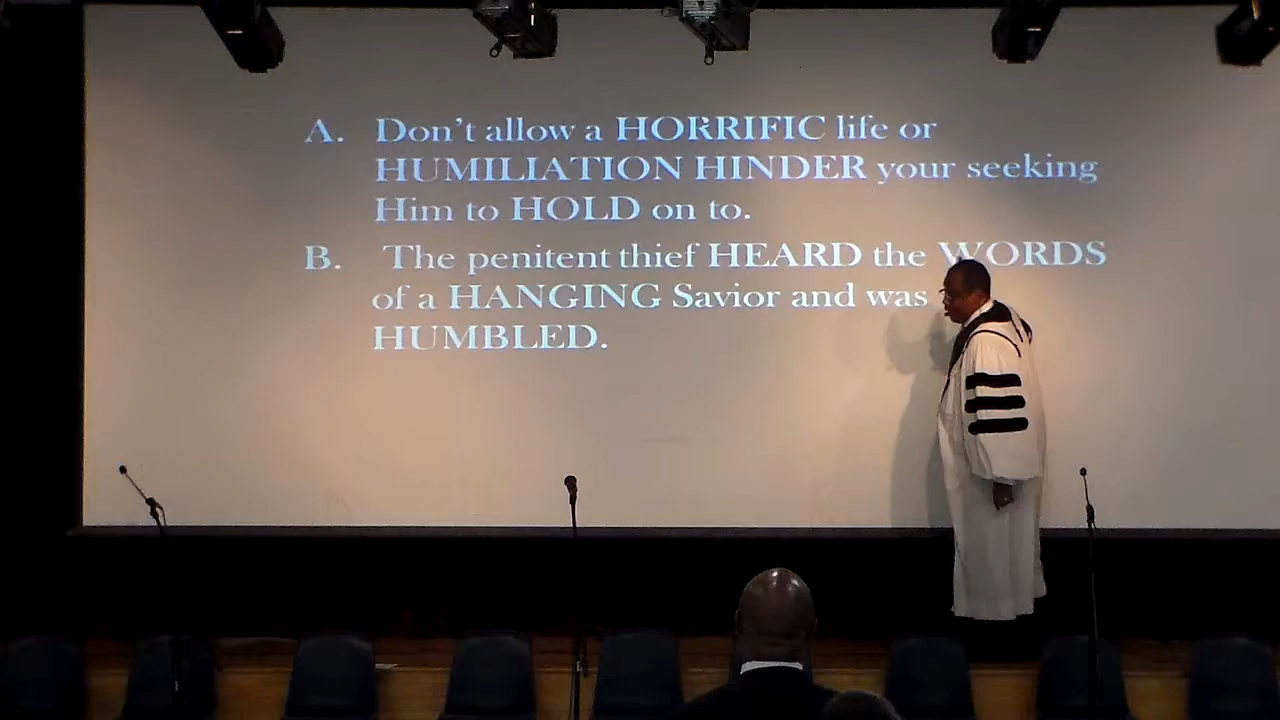 A. Don't allow a HORRIFIC life or
HUMILIATION HINDER your seeking
Him to HOLD on to.
B. The penitent thief HEARD the WORDS
of a HANGING Savior and was
HUMBLED.